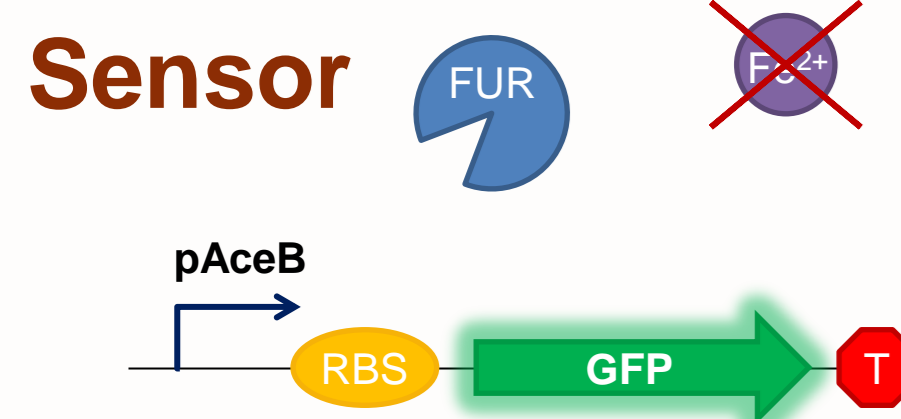 Sensor
FUR
Fe2+
pAceB
RBS
GFP
T